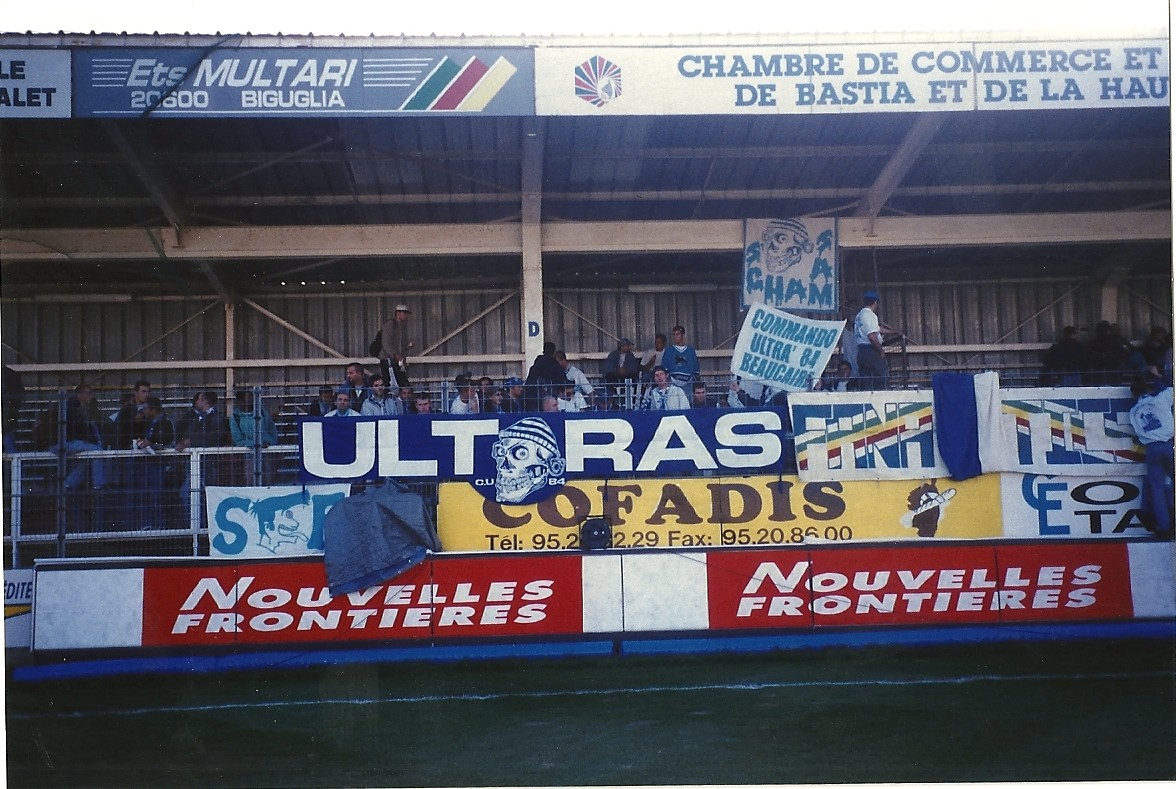 LE
ALET
Ets MULTARI
20600 BIGUGLIA
CHAMBRE DE COMMERCE ET
DE BASTIA ET DE LA HAU
CHAM
COMMANDO
ULTRA' 84
BEAUCAIRE
D
ULTRAS
C.U 84
COFADIS
Tél: 95.2 2.29 Fax: 95.20.86.00
ÉDITE
NOUVELLES
FRONTIERES
NOUVELLES
FRONTIERES